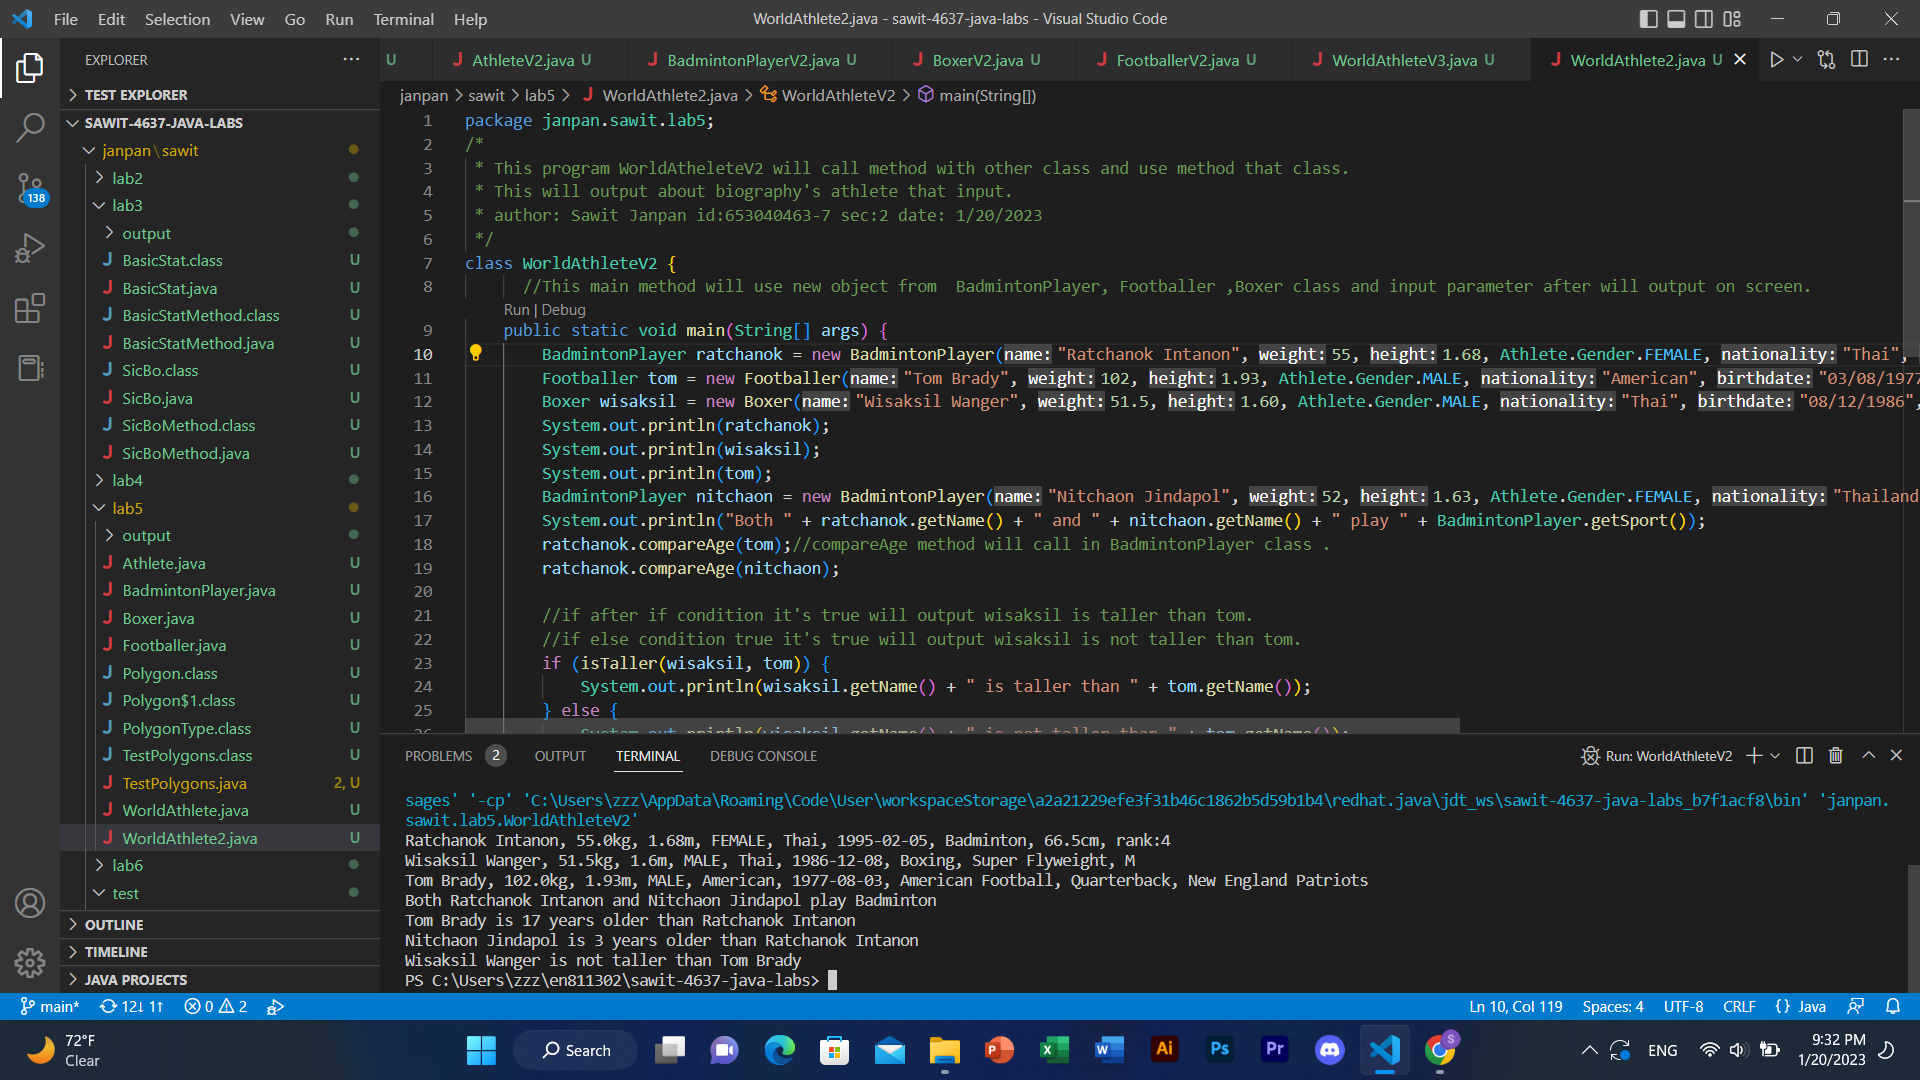 File Edit Selection View Go Run Terminal Help
WorldAthlete2.java - sawit-4637-java-labs - Visual Studio Code
EXPLORER
TEST EXPLORER
SAWIT-4637-JAVA-LABS
janpan\sawit
lab2
lab3
output
BasicStat.class U
BasicStat.java U
BasicStatMethod.class U
BasicStatMethod.java U
SicBo.class U
SicBo.java U
SicBoMethod.class U
SicBoMethod.java U
lab4
lab5
output
Athlete.java U
BadmintonPlayer.java U
Boxer.java U
Footballer.java U
Polygon.class U
Polygon$1.class U
PolygonType.class U
TestPolygons.class U
TestPolygons.java 2, U
WorldAthlete.java U
WorldAthlete2.java U
lab6
test
OUTLINE
TIMELINE
JAVA PROJECTS
138
U AthleteV2.java U BadmintonPlayerV2.java U BoxerV2.java U FootballerV2.java U WorldAthleteV3.java U WorldAthlete2.java U
janpan > sawit > lab5 > WorldAthlete2.java > WorldAthleteV2 > main(String[])
1 package janpan.sawit.lab5;
2 /*
3 * This program WorldAtheleteV2 will call method with other class and use method that class.
4 * This will output about biography's athlete that input.
5 * author: Sawit Janpan id:653040463-7 sec:2 date: 1/20/2023
6 */
7 class WorldAthleteV2 {
8 //This main method will use new object from  BadmintonPlayer, Footballer ,Boxer class and input parameter after will output on screen.
Run | Debug
9 public static void main(String[] args) {
10 BadmintonPlayer ratchanok = new BadmintonPlayer(name: "Ratchanok Intanon", weight: 55, height: 1.68, Athlete.Gender.FEMALE, nationality: "Thai",
11 Footballer tom = new Footballer(name: "Tom Brady", weight: 102, height: 1.93, Athlete.Gender.MALE, nationality: "American", birthdate: "03/08/1977
12 Boxer wisaksil = new Boxer(name: "Wisaksil Wanger", weight: 51.5, height: 1.60, Athlete.Gender.MALE, nationality: "Thai", birthdate: "08/12/1986",
13 System.out.println(ratchanok);
14 System.out.println(wisaksil);
15 System.out.println(tom);
16 BadmintonPlayer nitchaon = new BadmintonPlayer(name: "Nitchaon Jindapol", weight: 52, height: 1.63, Athlete.Gender.FEMALE, nationality: "Thailand
17 System.out.println("Both " + ratchanok.getName() + " and " + nitchaon.getName() + " play " + BadmintonPlayer.getSport());
18 ratchanok.compareAge(tom);//compareAge method will call in BadmintonPlayer class .
19 ratchanok.compareAge(nitchaon);
20
21 //if after if condition it's true will output wisaksil is taller than tom.
22 //if else condition true it's true will output wisaksil is not taller than tom.
23 if (isTaller(wisaksil, tom)) {
24 System.out.println(wisaksil.getName() + " is taller than " + tom.getName());
25 } else {
26 System.out.println(wisaksil.getName() + " is not taller than " + tom.getName());
PROBLEMS 2 OUTPUT TERMINAL DEBUG CONSOLE
Run: WorldAthleteV2
sages' '-cp' 'C:\Users\zzz\AppData\Roaming\Code\User\workspaceStorage\a2a21229efe3f31b46c1862b5d59b1b4\redhat.java\jdt_ws\sawit-4637-java-labs_b7f1acf8\bin' 'janpan.
sawit.lab5.WorldAthleteV2'
Ratchanok Intanon, 55.0kg, 1.68m, FEMALE, Thai, 1995-02-05, Badminton, 66.5cm, rank:4
Wisaksil Wanger, 51.5kg, 1.6m, MALE, Thai, 1986-12-08, Boxing, Super Flyweight, M
Tom Brady, 102.0kg, 1.93m, MALE, American, 1977-08-03, American Football, Quarterback, New England Patriots
Both Ratchanok Intanon and Nitchaon Jindapol play Badminton
Tom Brady is 17 years older than Ratchanok Intanon
Nitchaon Jindapol is 3 years older than Ratchanok Intanon
Wisaksil Wanger is not taller than Tom Brady
PS C:\Users\zzz\en811302\sawit-4637-java-labs>
main* 12↓ 1↑ 0 2
Ln 10, Col 119 Spaces: 4 UTF-8 CRLF {} Java
72°F
Clear
Search
Ai
Ps
Pr
S
ENG
9:32 PM
1/20/2023